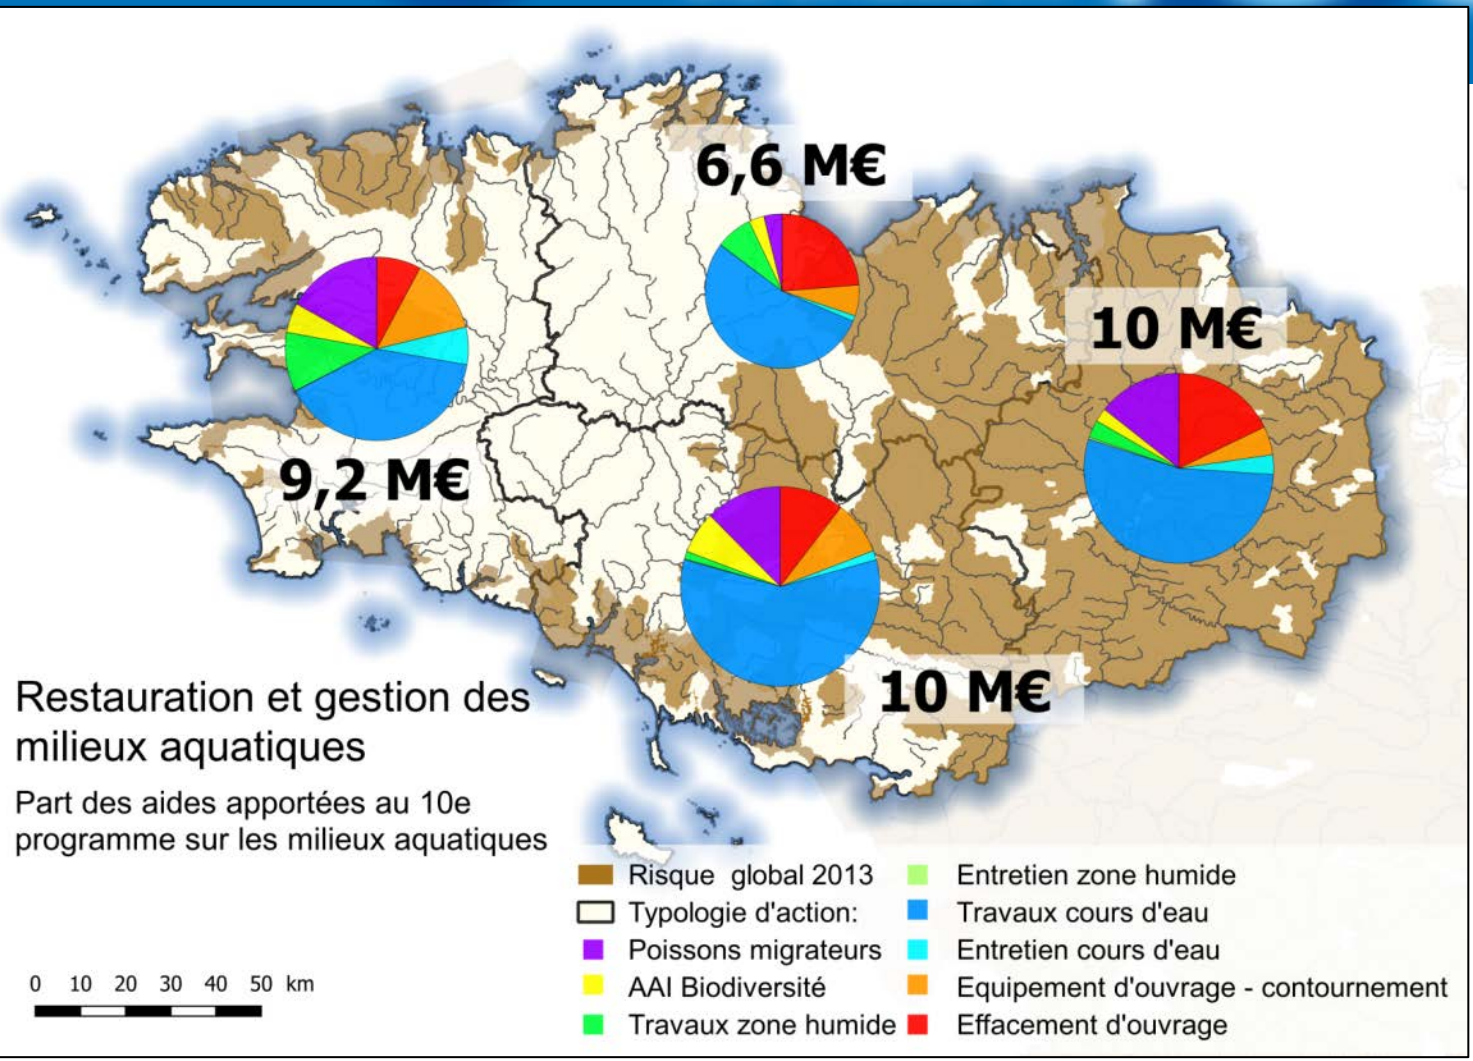 6,6 M€
10 M€
9,2 M€
10 M€
Restauration et gestion des
milieux aquatiques
Part des aides apportées au 10e
programme sur les milieux aquatiques
0 10 20 30 40 50 km
Risque global 2013
Typologie d'action:
Poissons migrateurs
AAI Biodiversité
Travaux zone humide
Entretien zone humide
Travaux cours d'eau
Entretien cours d'eau
Equipement d'ouvrage - contournement
Effacement d'ouvrage